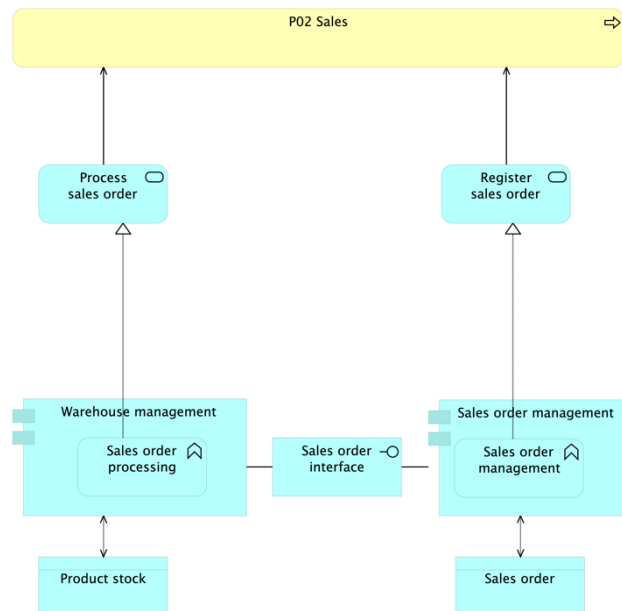 P02 Sales
Process
sales order
Register
sales order
Warehouse management
Sales order
processing
Sales order
interface
Sales order management
Sales order
management
Product stock
Sales order